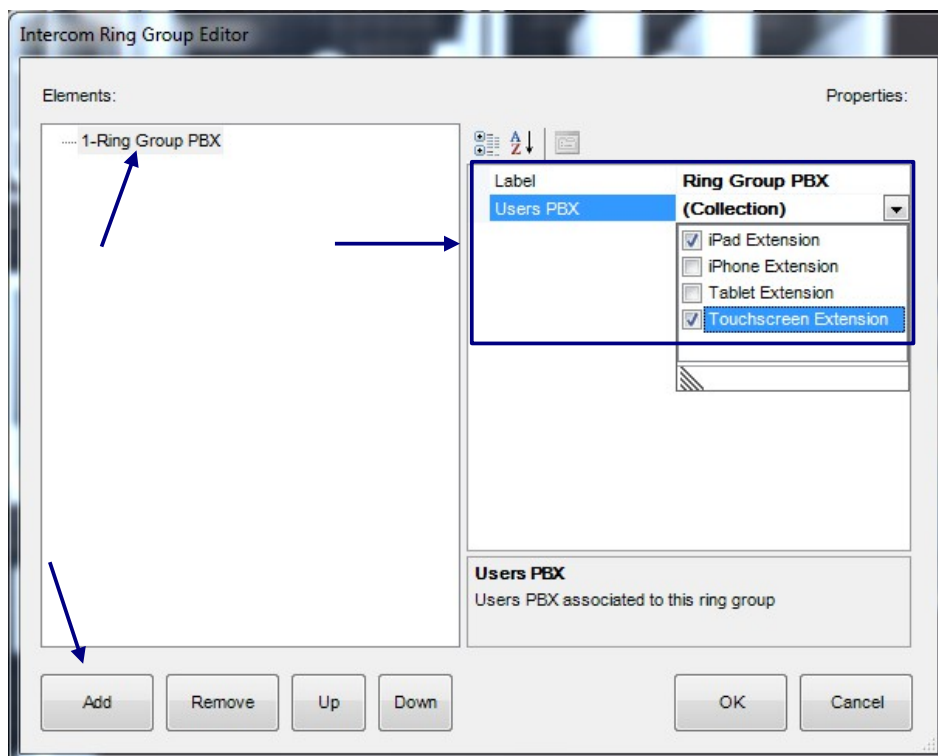 Intercom Ring Group Editor
Elements:
Properties:
1-Ring Group PBX
A
Z
Label Ring Group PBX
Users PBX (Collection)
iPad Extension
iPhone Extension
Tablet Extension
Touchscreen Extension
Users PBX
Users PBX associated to this ring group
Add Remove Up Down OK Cancel